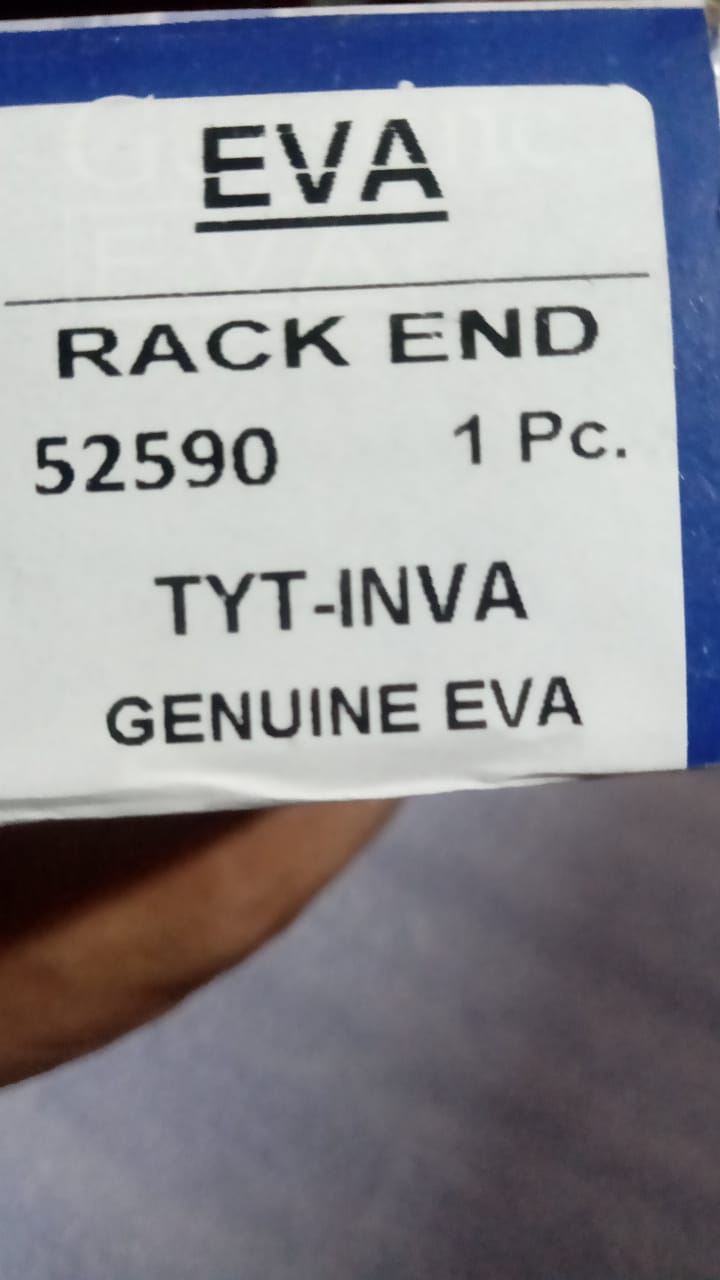 EVA
RACK END
52590 1 Pc.
TYT-INVA
GENUINE EVA